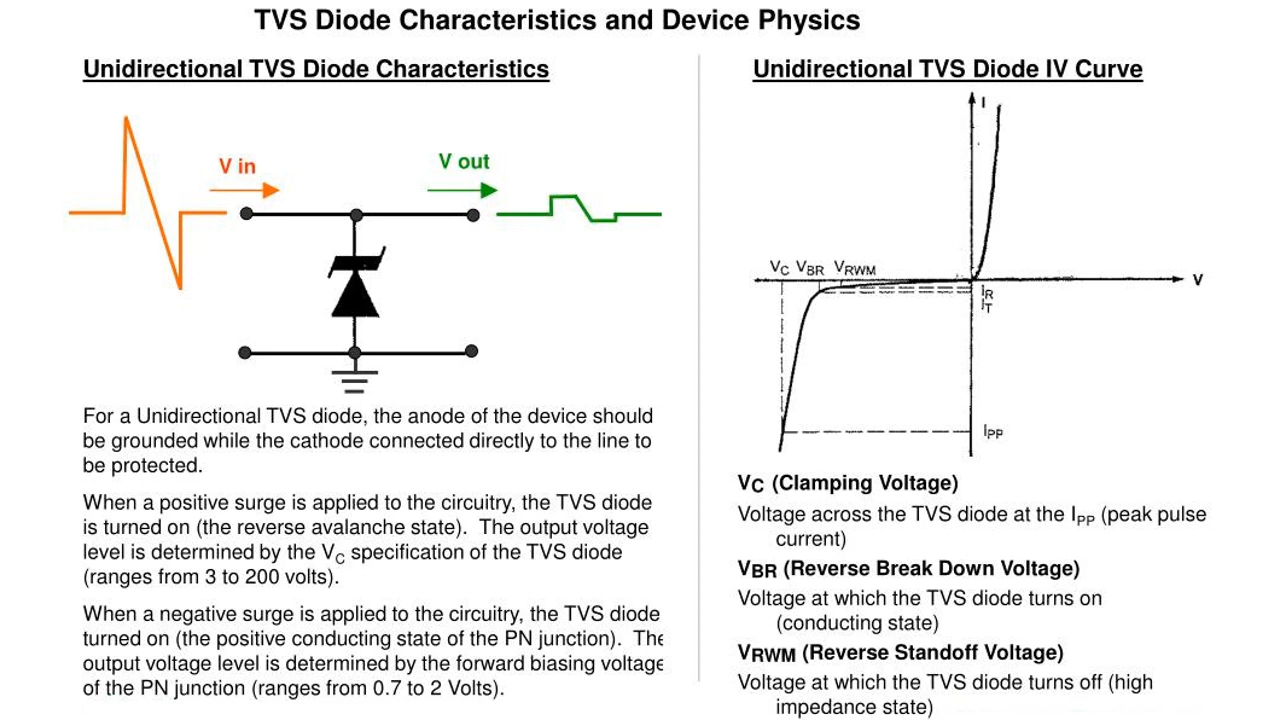 TVS Diode Characteristics and Device Physics
Unidirectional TVS Diode Characteristics
V in
V out
For a Unidirectional TVS diode, the anode of the device should
be grounded while the cathode connected directly to the line to
be protected.
When a positive surge is applied to the circuitry, the TVS diode
is turned on (the reverse avalanche state). The output voltage
level is determined by the VC specification of the TVS diode
(ranges from 3 to 200 volts).
When a negative surge is applied to the circuitry, the TVS diode
turned on (the positive conducting state of the PN junction). The
output voltage level is determined by the forward biasing voltage
of the PN junction (ranges from 0.7 to 2 Volts).
Unidirectional TVS Diode IV Curve
I
VC VBR VRWM
V
IR
IT
IPP
VC (Clamping Voltage)
Voltage across the TVS diode at the IPP (peak pulse
current)
VBR (Reverse Break Down Voltage)
Voltage at which the TVS diode turns on
(conducting state)
VRWM (Reverse Standoff Voltage)
Voltage at which the TVS diode turns off (high
impedance state)